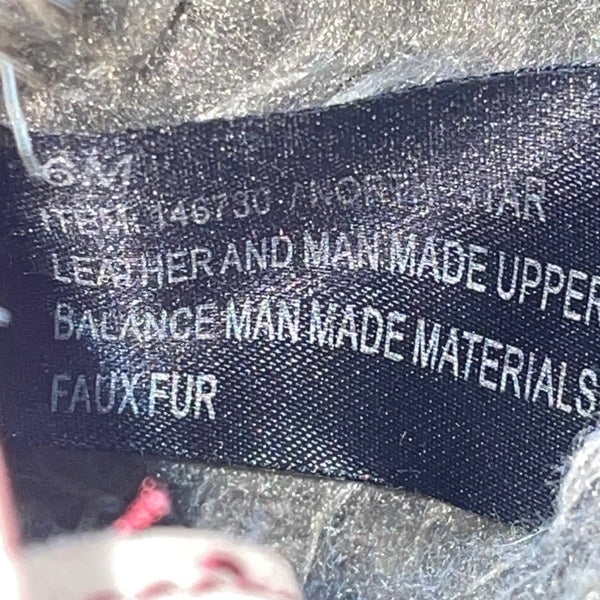 6M
ITEM: 146730 / NORTH STAR
LEATHER AND MAN MADE UPPER
BALANCE MAN MADE MATERIALS
FAUX FUR